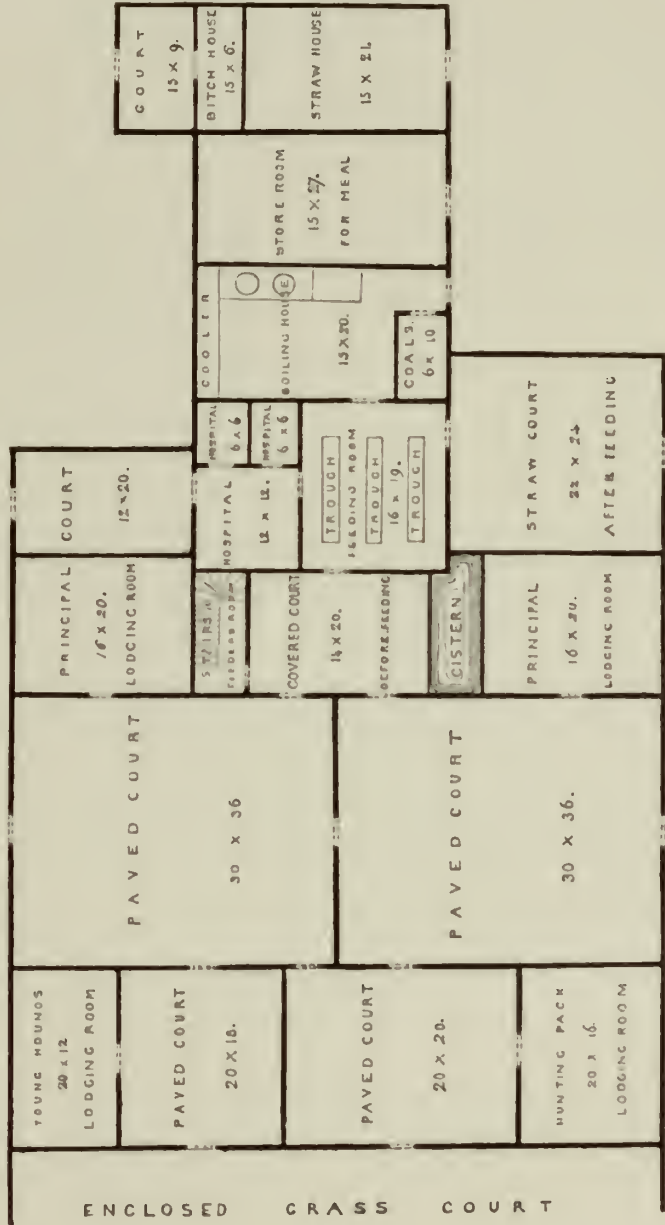 COURT
15 X 9.
BITCH HOUSE
15 X 6.
STRAW HOUSE
15 X 21.
STORE ROOM
15 X 27.
FOR MEAL
COOLER
BOILING HOUSE
15 X 20.
COALS.
6 X 10
HOSPITAL
6 X 6
HOSPITAL
6 X 6
HOSPITAL
12 X 12.
TROUGH
FEEDING ROOM
TROUGH
16 X 19.
TROUGH
COURT
12 X 20.
STRAW COURT
22 X 24
AFTER FEEDING
PRINCIPAL
16 X 20.
LODGING ROOM
STAIRS
FEEDERS ROOM
COVERED COURT
14 X 20.
BEFORE FEEDING
CISTERN
PRINCIPAL
16 X 20.
LODGING ROOM
PAVED COURT
30 X 36
PAVED COURT
30 X 36.
YOUNG HOUNDS
20 X 12
LODGING ROOM
PAVED COURT
20 X 18.
PAVED COURT
20 X 20.
HUNTING PACK
20 X 16.
LODGING ROOM
ENCLOSED GRASS COURT